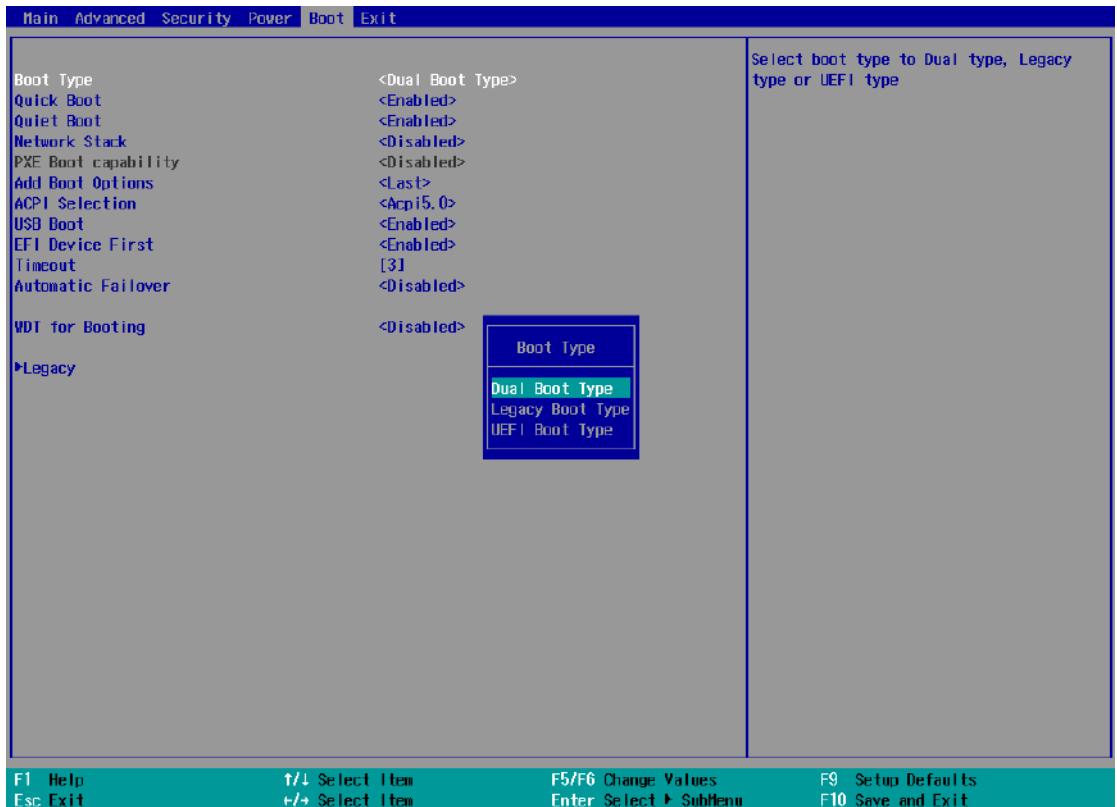 Main Advanced Security Power Boot Exit
Boot Type <Dual Boot Type>
Quick Boot <Enabled>
Quiet Boot <Enabled>
Network Stack <Disabled>
PXE Boot capability <Disabled>
Add Boot Options <Last>
ACPI Selection <Acpi5.0>
USB Boot <Enabled>
EFI Device First <Enabled>
Timeout [3]
Automatic Failover <Disabled>
WDT for Booting <Disabled>
▶Legacy
Boot Type
Dual Boot Type
Legacy Boot Type
UEFI Boot Type
Select boot type to Dual type, Legacy
type or UEFI type
F1 Help ↑/↓ Select Item F5/F6 Change Values F9 Setup Defaults
Esc Exit ←/→ Select Item Enter Select ▶ SubMenu F10 Save and Exit